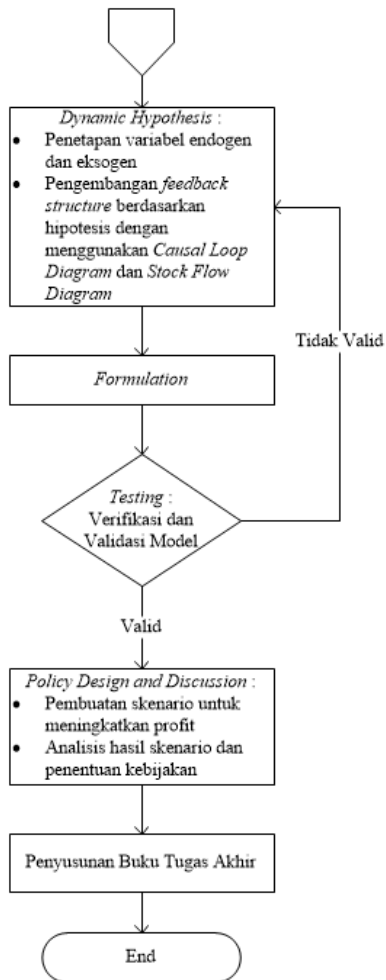 Dynamic Hypothesis :
• Penetapan variabel endogen
dan eksogen
• Pengembangan feedback
structure berdasarkan
hipotesis dengan
menggunakan Causal Loop
Diagram dan Stock Flow
Diagram
Tidak Valid
Formulation
Testing :
Verifikasi dan
Validasi Model
Valid
Policy Design and Discussion :
• Pembuatan skenario untuk
meningkatkan profit
• Analisis hasil skenario dan
penentuan kebijakan
Penyusunan Buku Tugas Akhir
End